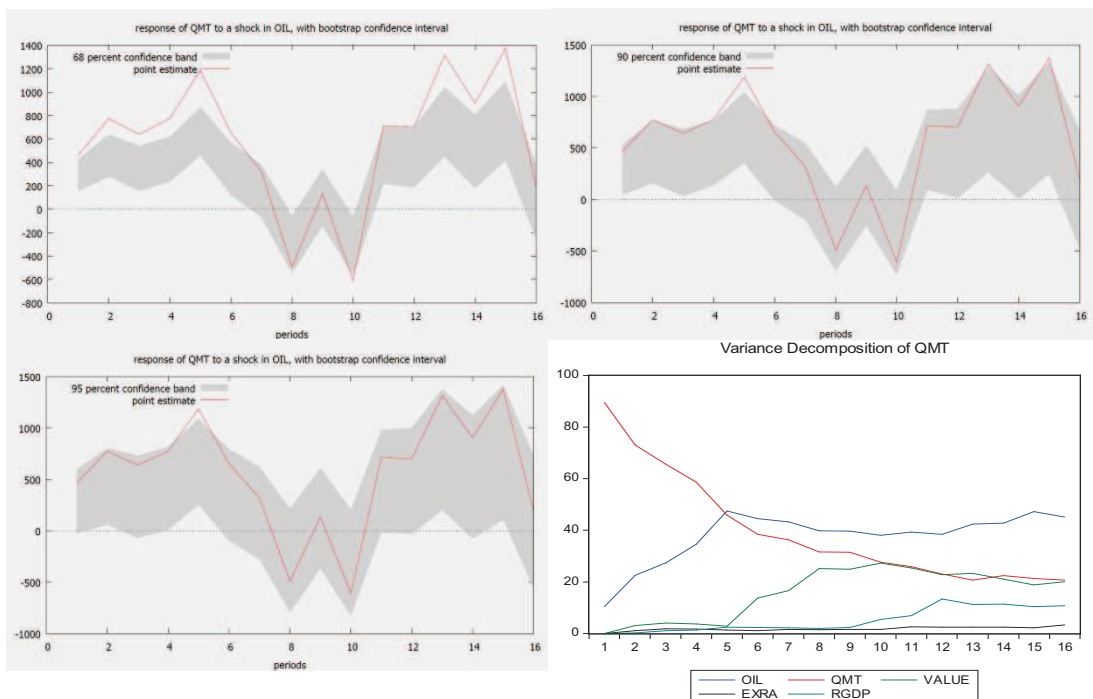 response of QMT to a shock in OIL, with bootstrap confidence interval
1400
1200
1000
800
600
400
200
0
-200
-400
-600
-800
68 percent confidence band
point estimate
0 2 4 6 8 10 12 14 16
periods
response of QMT to a shock in OIL, with bootstrap confidence interval
1500
1000
500
0
-500
-1000
90 percent confidence band
point estimate
0 2 4 6 8 10 12 14 16
periods
response of QMT to a shock in OIL, with bootstrap confidence interval
1500
1000
500
0
-500
-1000
95 percent confidence band
point estimate
0 2 4 6 8 10 12 14 16
periods
Variance Decomposition of QMT
100
80
60
40
20
0
1 2 3 4 5 6 7 8 9 10 11 12 13 14 15 16
OIL QMT VALUE
EXRA RGDP